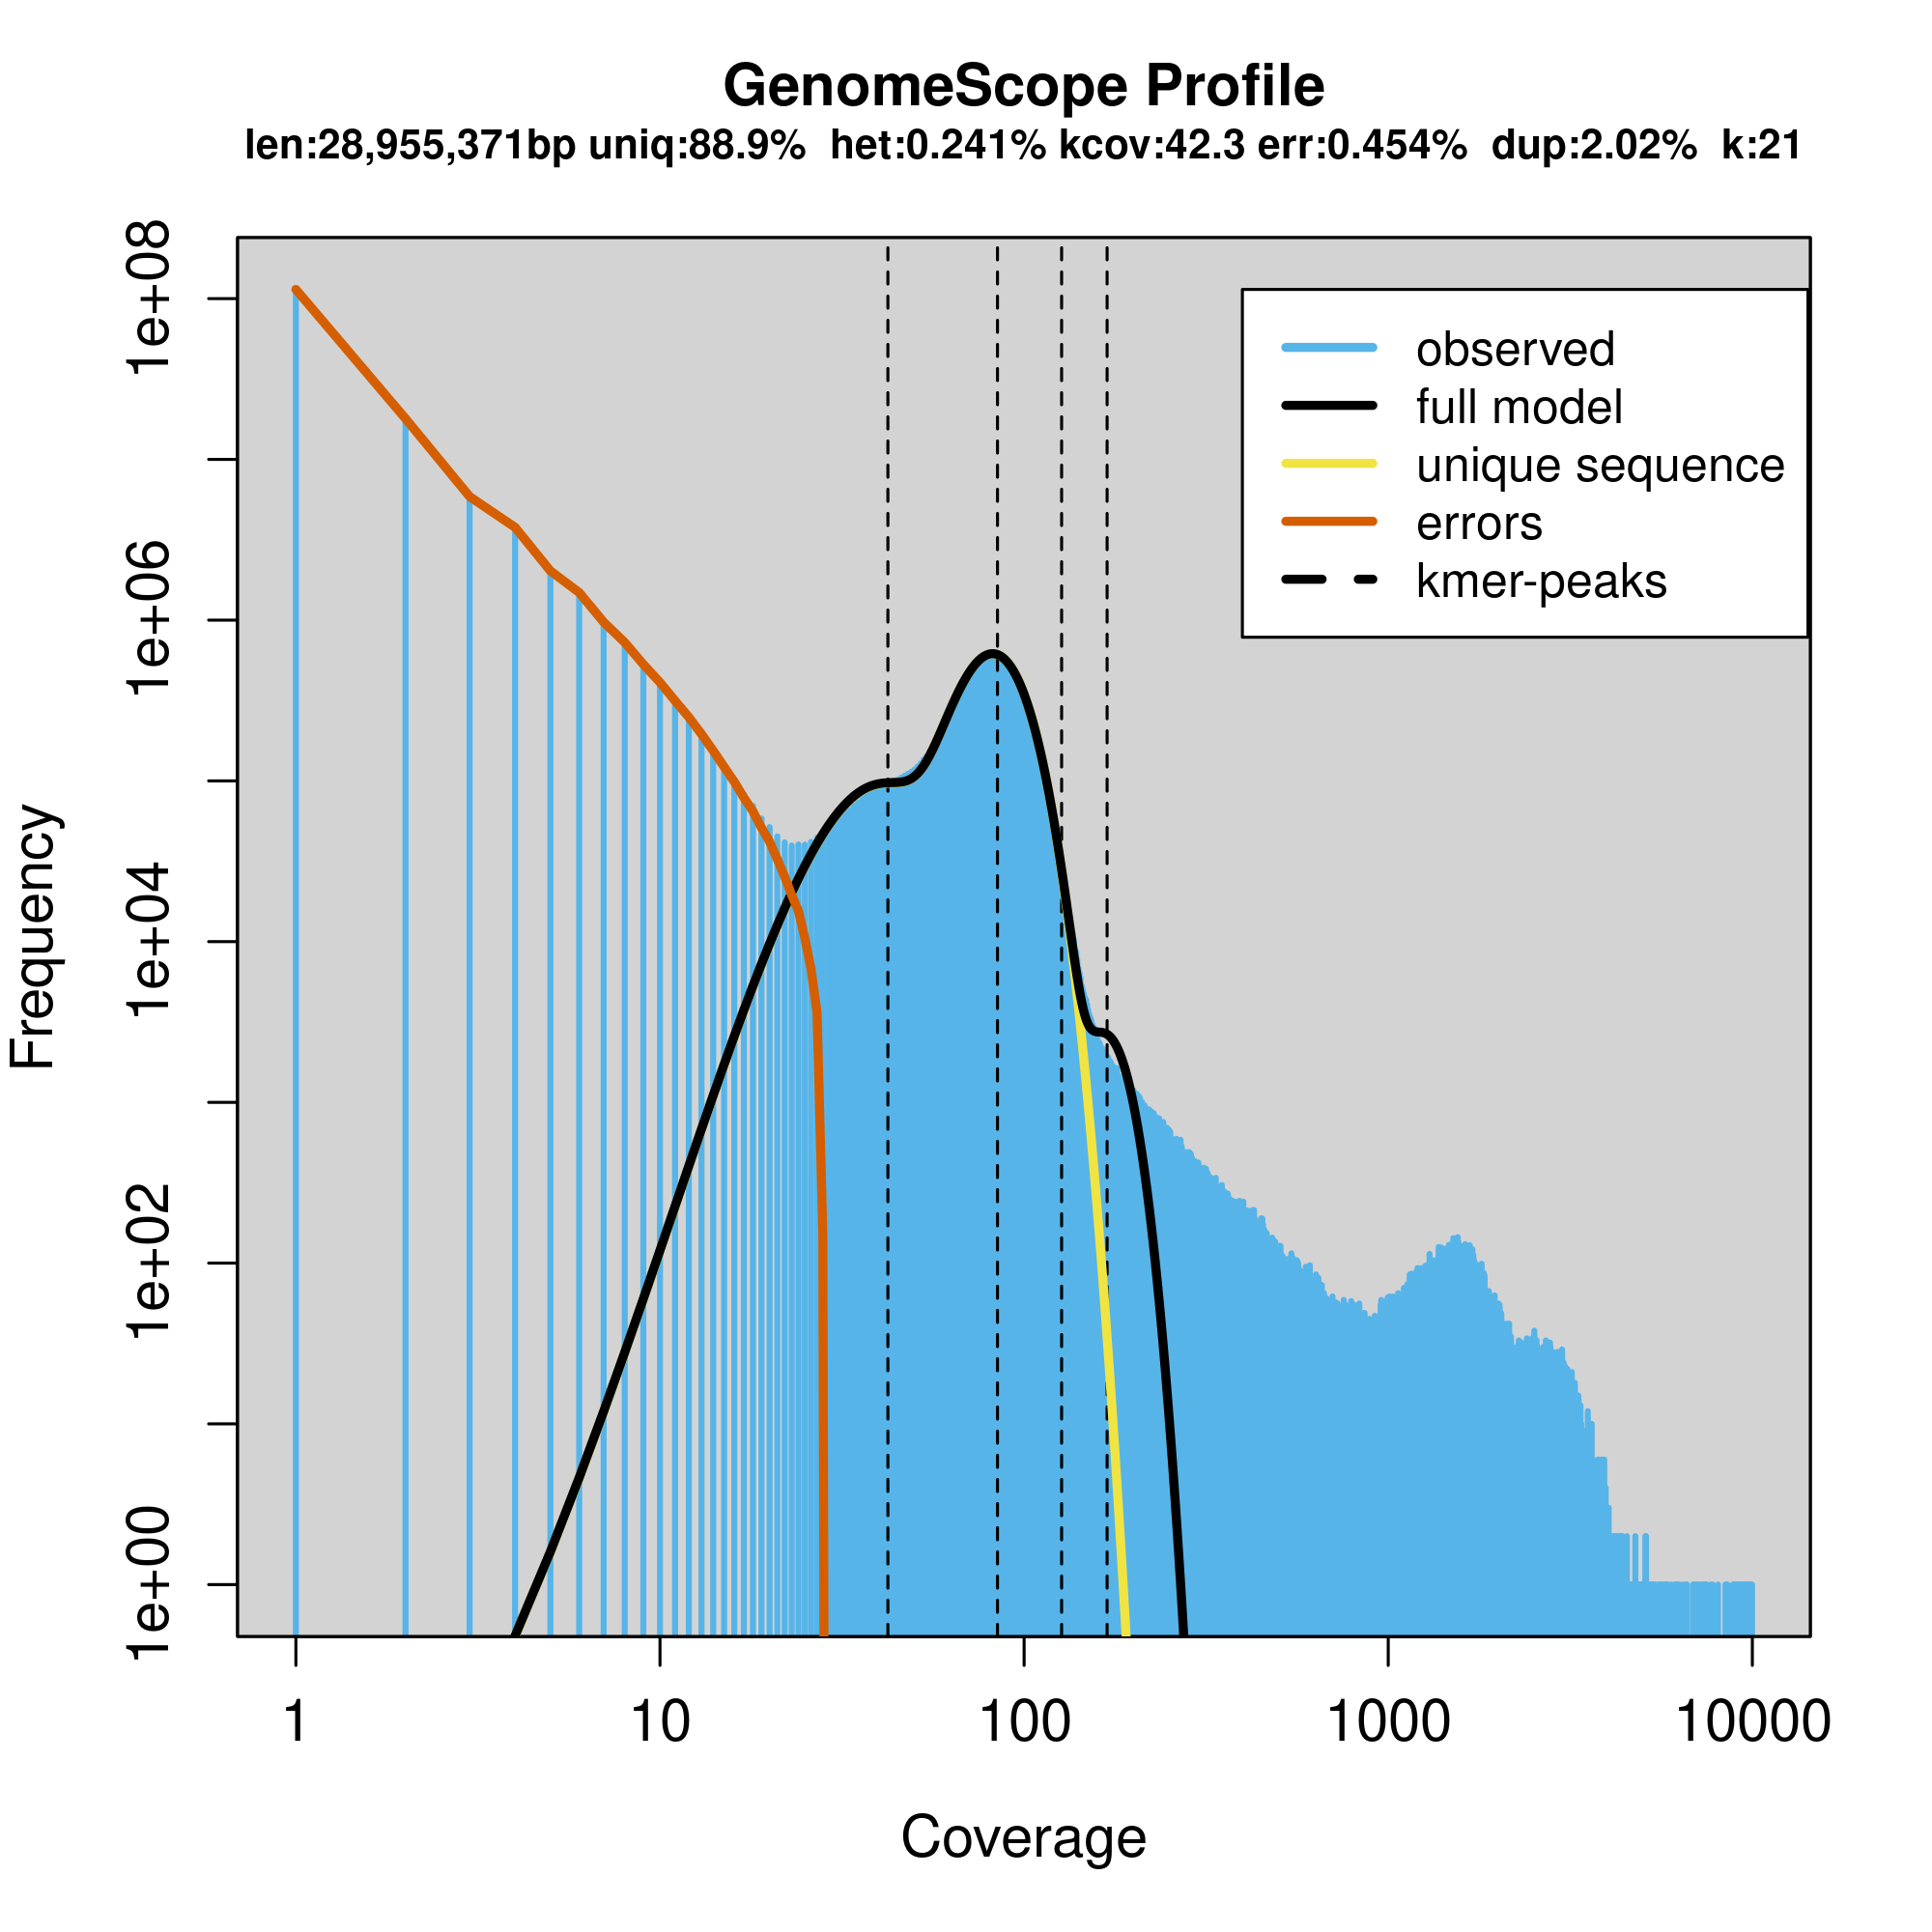 GenomeScope Profile
len:28,955,371bp uniq:88.9%  het:0.241% kcov:42.3 err:0.454%  dup:2.02%  k:21
1e+08
1e+06
1e+04
1e+02
1e+00
Frequency
observed
full model
unique sequence
errors
kmer-peaks
1 10 100 1000 10000
Coverage